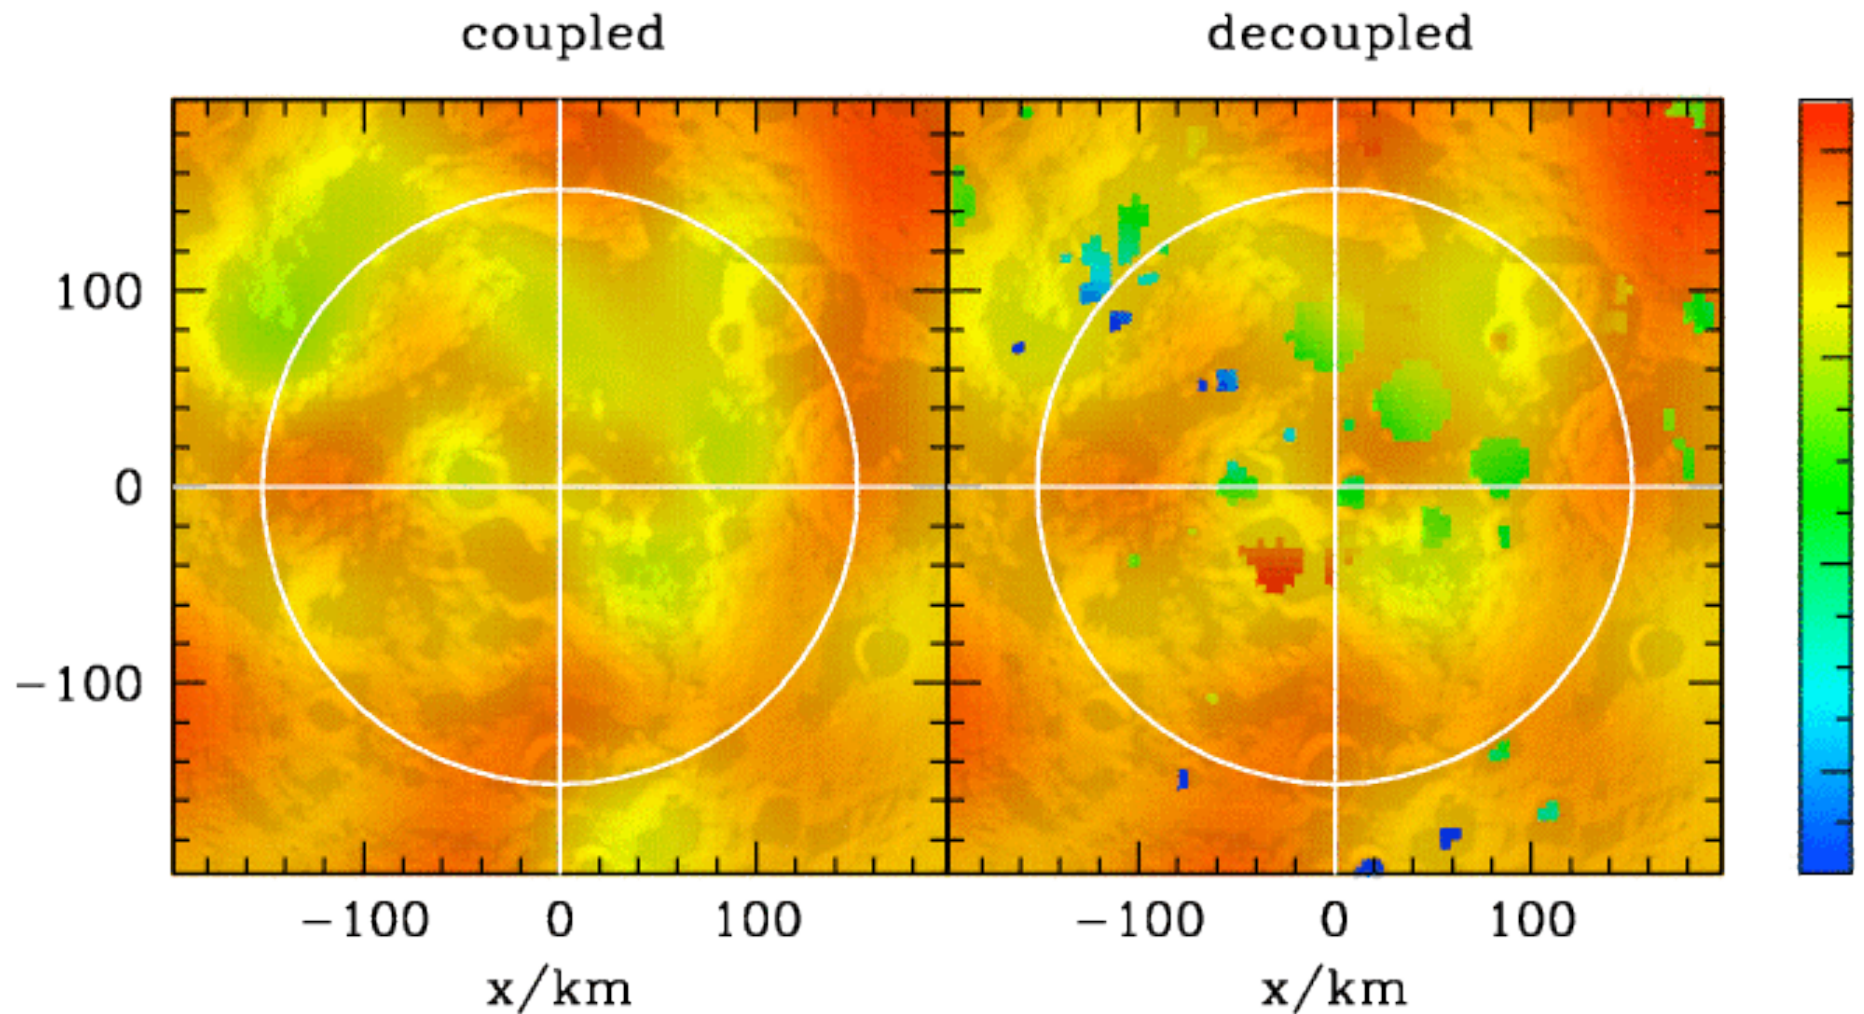 coupled decoupled
100
0
−100
−100 0 100 −100 0 100
x/km x/km